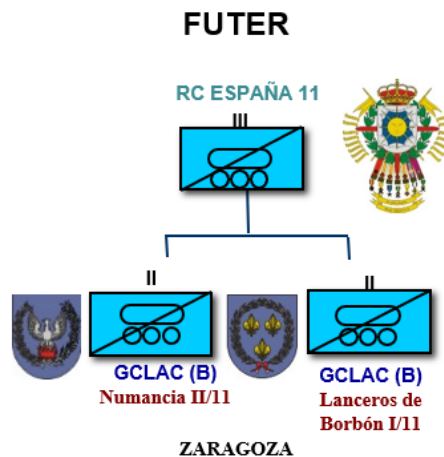 FUTER
RC ESPAÑA 11
III
II
II
GCLAC (B)
Numancia II/11
GCLAC (B)
Lanceros de
Borbón I/11
ZARAGOZA